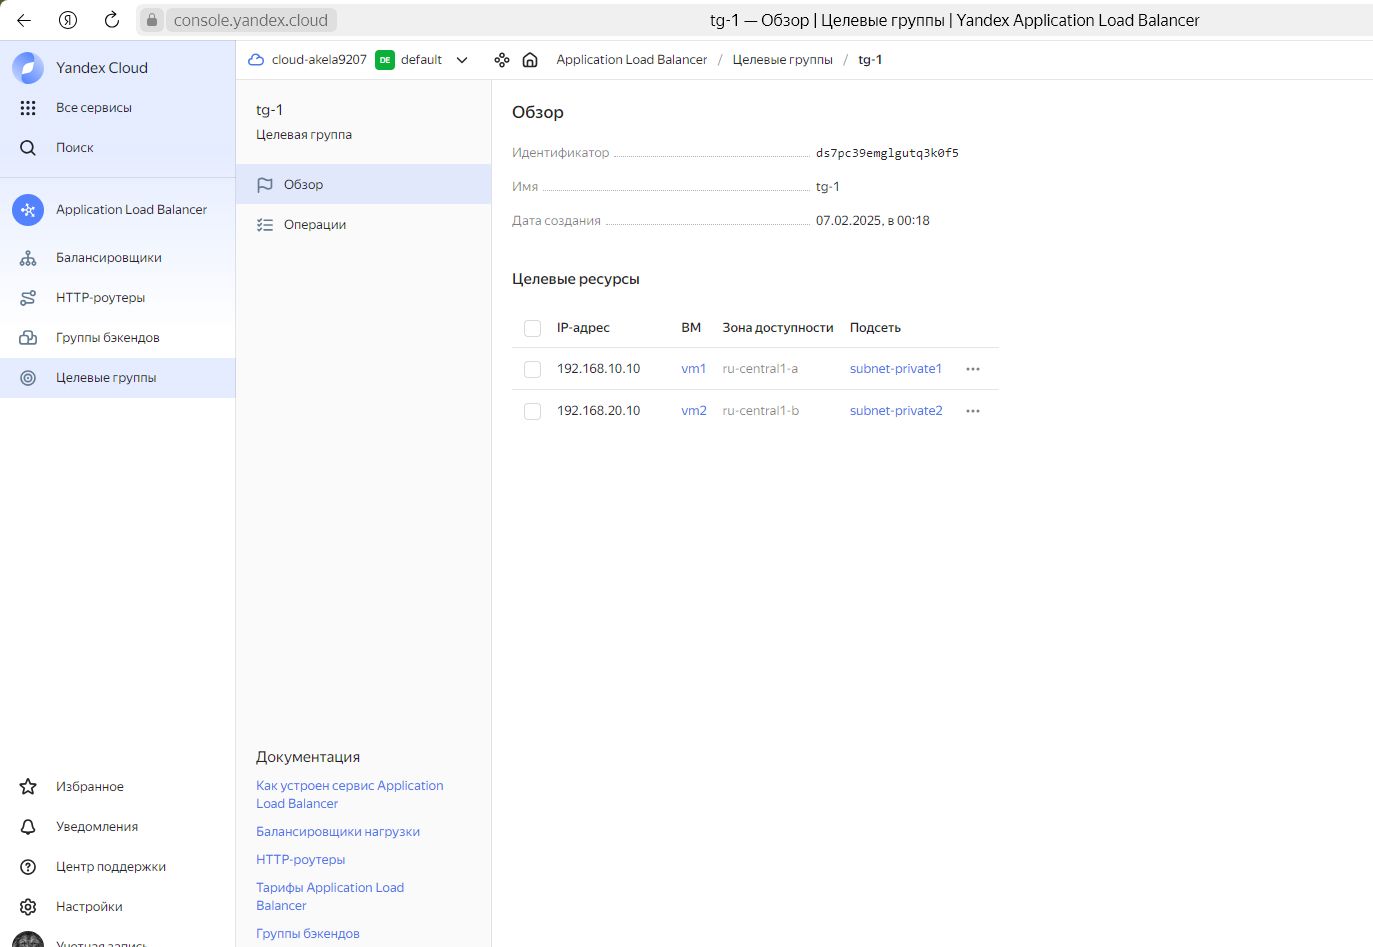 console.yandex.cloud
tg-1 — Обзор | Целевые группы | Yandex Application Load Balancer
Yandex Cloud
Все сервисы
Поиск
Application Load Balancer
Балансировщики
HTTP-роутеры
Группы бэкендов
Целевые группы
Избранное
Уведомления
Центр поддержки
Настройки
Учетная запись
cloud-akela9207 DE default
Application Load Balancer / Целевые группы / tg-1
tg-1
Целевая группа
Обзор
Операции
Документация
Как устроен сервис Application
Load Balancer
Балансировщики нагрузки
HTTP-роутеры
Тарифы Application Load
Balancer
Группы бэкендов
Обзор
Идентификатор ds7pc39emglgutq3k0f5
Имя tg-1
Дата создания 07.02.2025, в 00:18
Целевые ресурсы
IP-адрес ВМ Зона доступности Подсеть
192.168.10.10 vm1 ru-central1-a subnet-private1
192.168.20.10 vm2 ru-central1-b subnet-private2